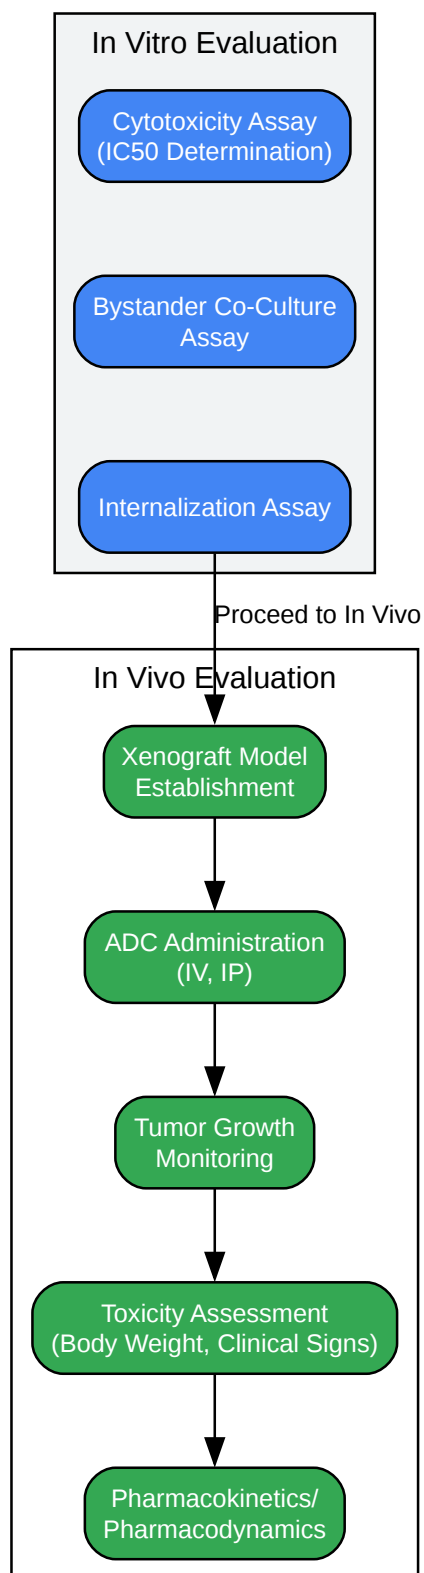 In Vitro Evaluation
Cytotoxicity Assay
(IC50 Determination)
Bystander Co-Culture
Assay
Internalization Assay
Proceed to In Vivo
In Vivo Evaluation
Xenograft Model
Establishment
ADC Administration
(IV, IP)
Tumor Growth
Monitoring
Toxicity Assessment
(Body Weight, Clinical Signs)
Pharmacokinetics/
Pharmacodynamics